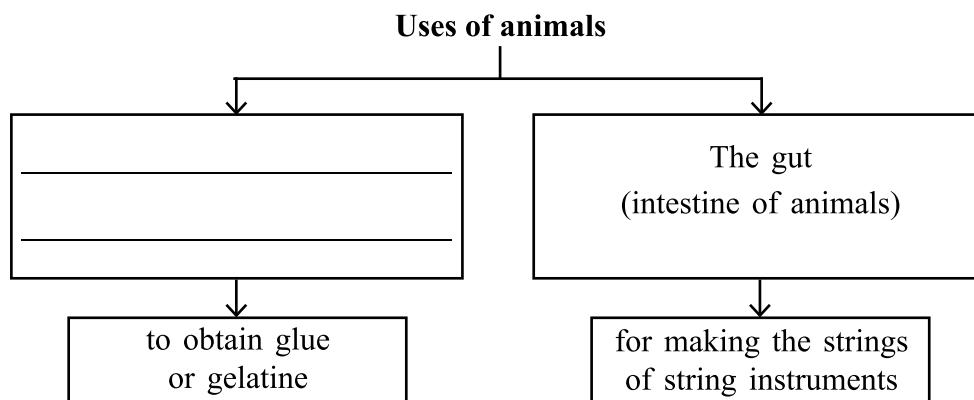 Uses of animals
The gut
(intestine of animals)
to obtain glue
or gelatine
for making the strings
of string instruments